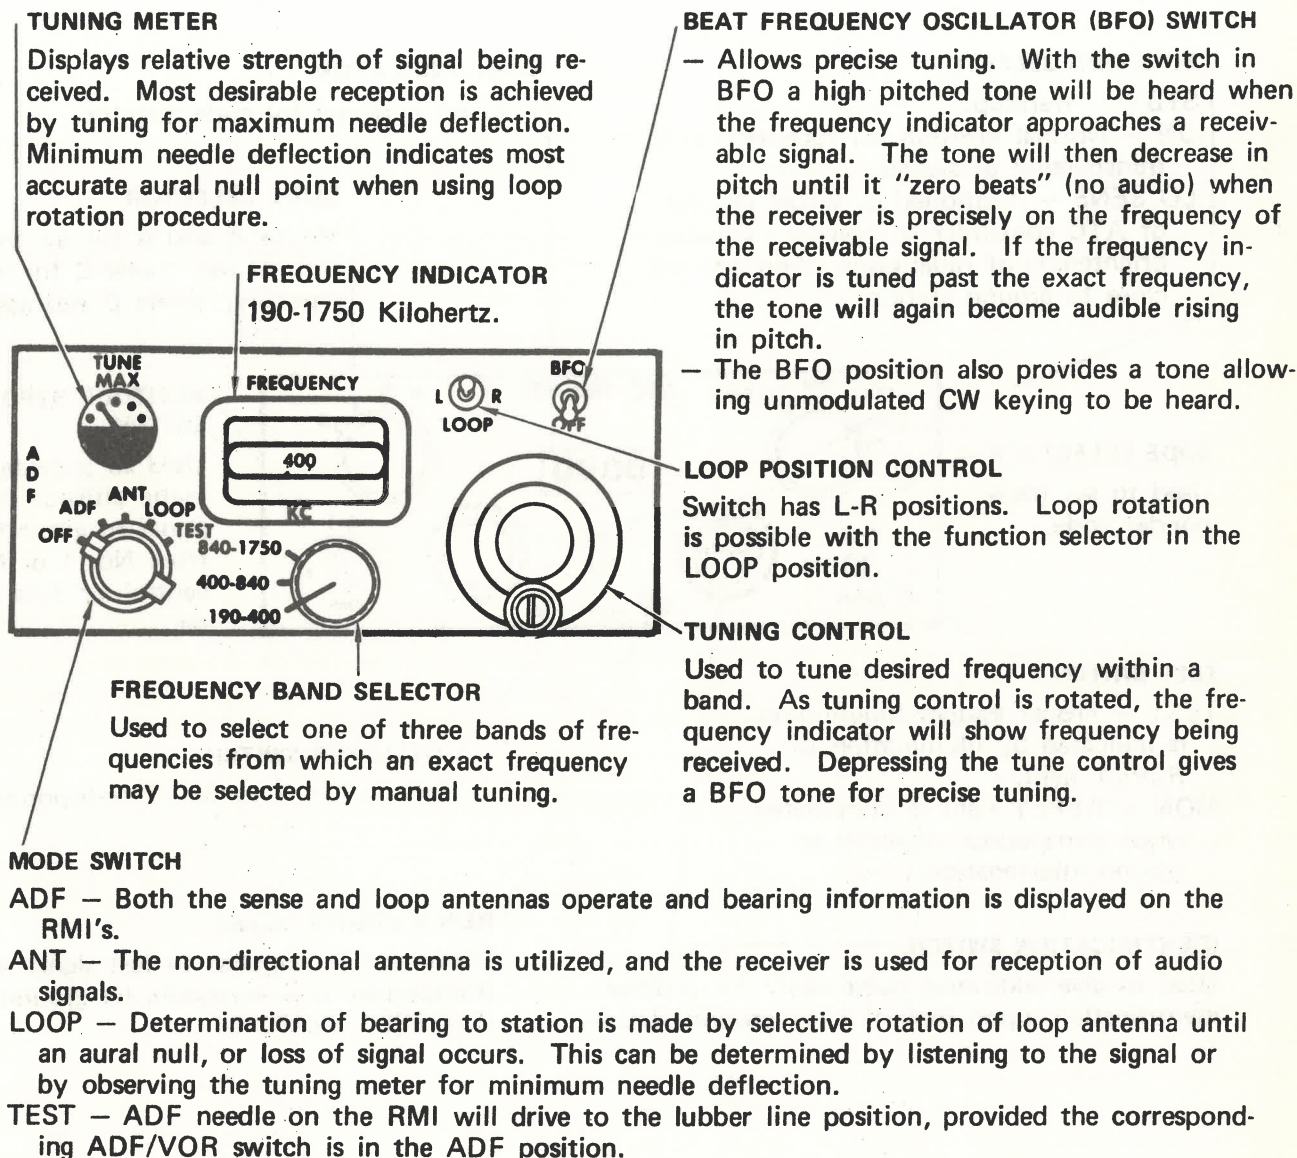 TUNING METER
Displays relative strength of signal being re-
ceived. Most desirable reception is achieved
by tuning for maximum needle deflection.
Minimum needle deflection indicates most
accurate aural null point when using loop
rotation procedure.
FREQUENCY INDICATOR
190-1750 Kilohertz.
BEAT FREQUENCY OSCILLATOR (BFO) SWITCH
— Allows precise tuning. With the switch in
BFO a high pitched tone will be heard when
the frequency indicator approaches a receiv-
able signal. The tone will then decrease in
pitch until it "zero beats" (no audio) when
the receiver is precisely on the frequency of
the receivable signal. If the frequency in-
dicator is tuned past the exact frequency,
the tone will again become audible rising
in pitch.
— The BFO position also provides a tone allow-
ing unmodulated CW keying to be heard.
TUNE
MAX
FREQUENCY
400
KC
L R
LOOP
BFO
OFF
A
D
F
OFF
ADF
ANT
LOOP
TEST
840-1750
400-840
190-400
LOOP POSITION CONTROL
Switch has L-R positions. Loop rotation
is possible with the function selector in the
LOOP position.
TUNING CONTROL
Used to tune desired frequency within a
band. As tuning control is rotated, the fre-
quency indicator will show frequency being
received. Depressing the tune control gives
a BFO tone for precise tuning.
FREQUENCY BAND SELECTOR
Used to select one of three bands of fre-
quencies from which an exact frequency
may be selected by manual tuning.
MODE SWITCH
ADF — Both the sense and loop antennas operate and bearing information is displayed on the
RMI's.
ANT — The non-directional antenna is utilized, and the receiver is used for reception of audio
signals.
LOOP — Determination of bearing to station is made by selective rotation of loop antenna until
an aural null, or loss of signal occurs. This can be determined by listening to the signal or
by observing the tuning meter for minimum needle deflection.
TEST — ADF needle on the RMI will drive to the lubber line position, provided the correspond-
ing ADF/VOR switch is in the ADF position.